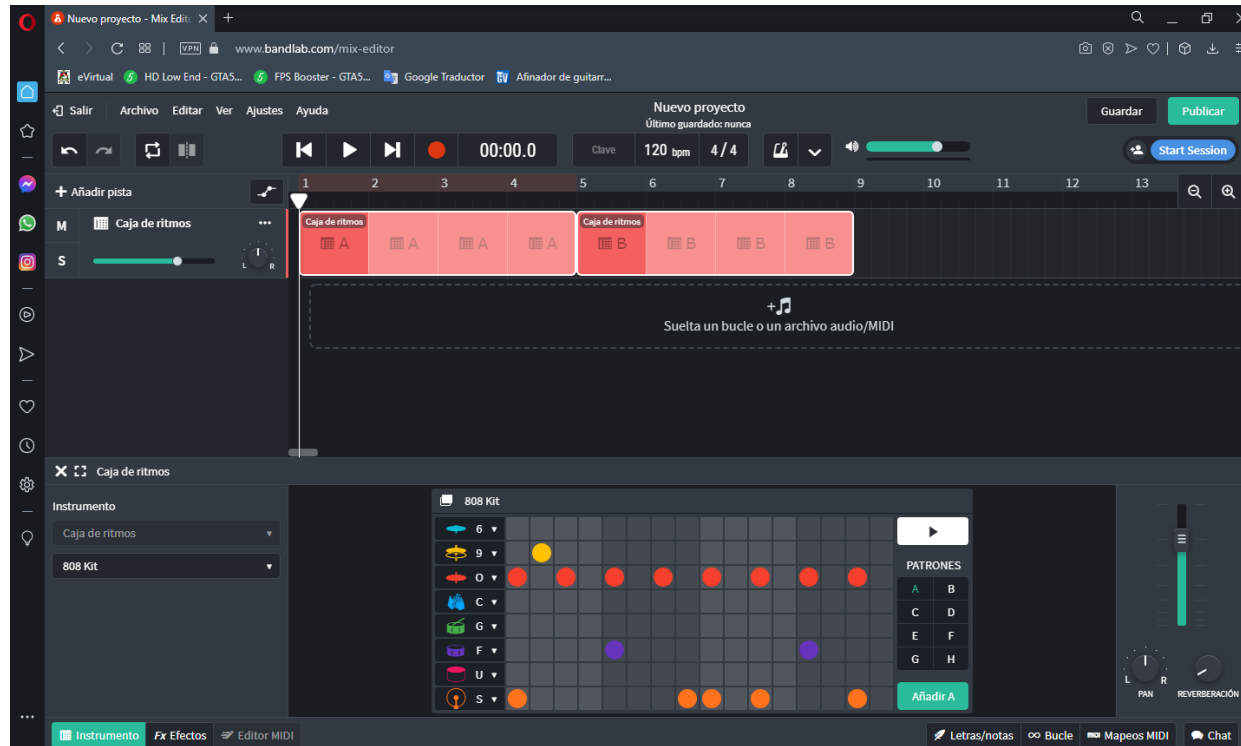 Nuevo proyecto - Mix Edito
VPN www.bandlab.com/mix-editor
eVirtual HD Low End - GTA5... FPS Booster - GTA5... Google Traductor Afinador de guitarr...
Salir Archivo Editar Ver Ajustes Ayuda Nuevo proyecto Guardar Publicar
Último guardado: nunca
00:00.0 Clave 120 bpm 4 / 4 Start Session
Añadir pista 1 2 3 4 5 6 7 8 9 10 11 12 13
M Caja de ritmos ... Caja de ritmos Caja de ritmos
A A A A B B B B
S L R
Suelta un bucle o un archivo audio/MIDI
Caja de ritmos
Instrumento
Caja de ritmos
808 Kit
808 Kit
6
9
O
C
G
F
U
S
PATRONES
A B
C D
E F
G H
Añadir A
L R
PAN REVERBERACIÓN
Instrumento Fx Efectos Editor MIDI Letras/notas Bucle Mapeos MIDI Chat